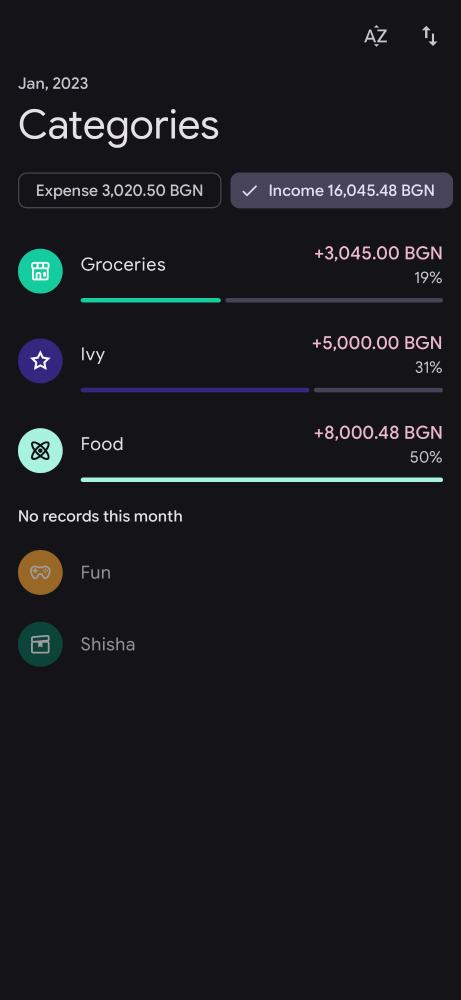 AZ
Jan, 2023
Categories
Expense 3,020.50 BGN
Income 16,045.48 BGN
Groceries
+3,045.00 BGN
19%
Ivy
+5,000.00 BGN
31%
Food
+8,000.48 BGN
50%
No records this month
Fun
Shisha